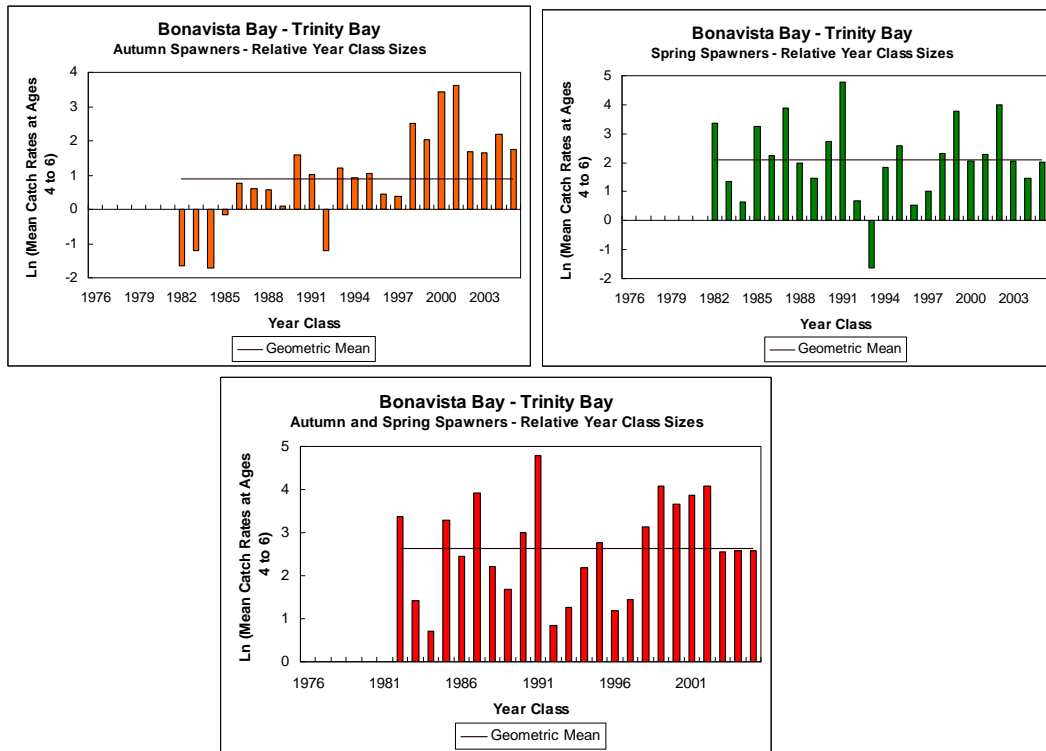 Bonavista Bay - Trinity Bay
Autumn Spawners - Relative Year Class Sizes
Ln (Mean Catch Rates at Ages
4 to 6)
4
3
2
1
0
-1
-2
1976 1979 1982 1985 1988 1991 1994 1997 2000 2003
Year Class
Geometric Mean
Bonavista Bay - Trinity Bay
Spring Spawners - Relative Year Class Sizes
Ln (Mean Catch Rates at Ages
4 to 6)
5
4
3
2
1
0
-1
-2
1976 1979 1982 1985 1988 1991 1994 1997 2000 2003
Year Class
Geometric Mean
Bonavista Bay - Trinity Bay
Autumn and Spring Spawners - Relative Year Class Sizes
Ln (Mean Catch Rates at Ages
4 to 6)
5
4
3
2
1
0
1976 1981 1986 1991 1996 2001
Year Class
Geometric Mean